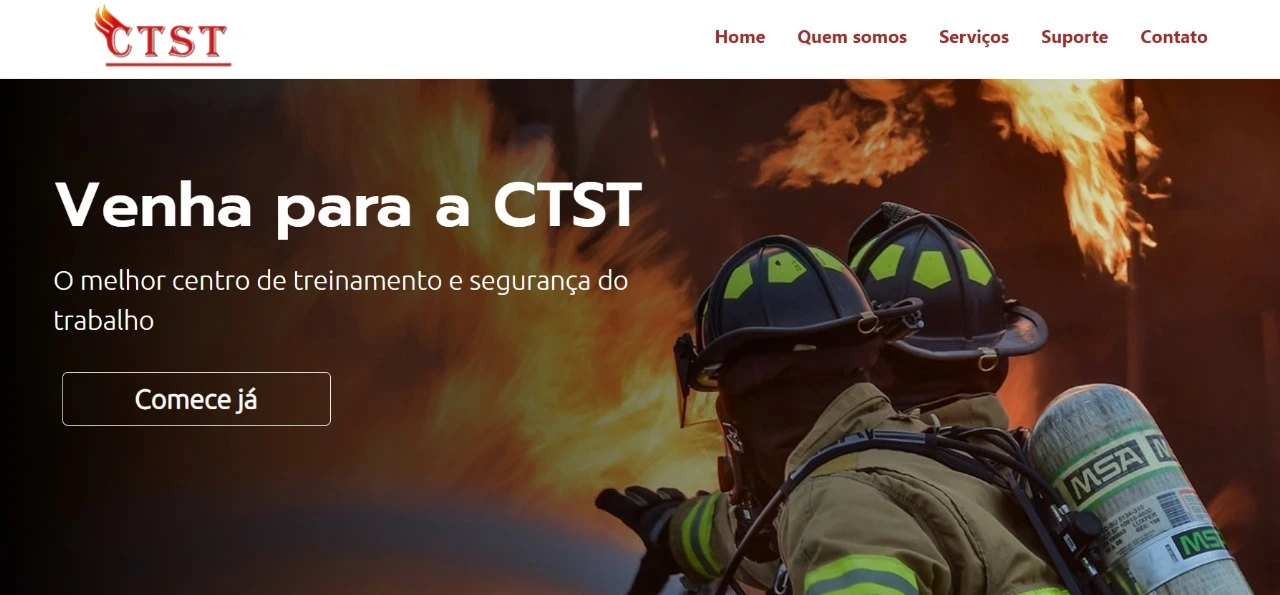 CTST
Home Quem somos Serviços Suporte Contato
Venha para a CTST
O melhor centro de treinamento e segurança do
trabalho
Comece já
MSA